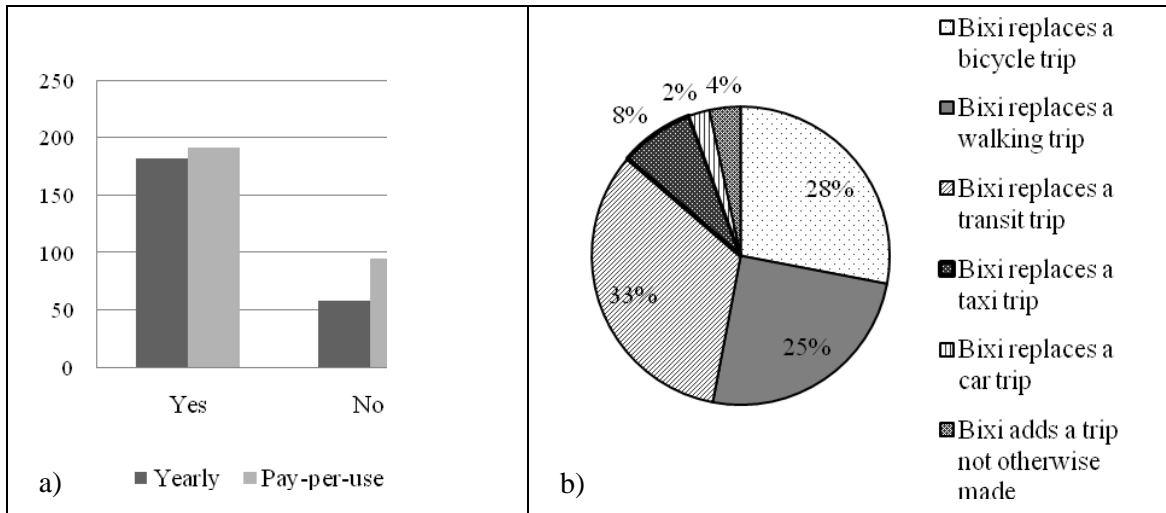 250
200
150
100
50
0
Yes
No
Yearly
Pay-per-use
a)
2%
4%
8%
28%
33%
25%
Bixi replaces a
bicycle trip
Bixi replaces a
walking trip
Bixi replaces a
transit trip
Bixi replaces a
taxi trip
Bixi replaces a
car trip
Bixi adds a trip
not otherwise
made
b)